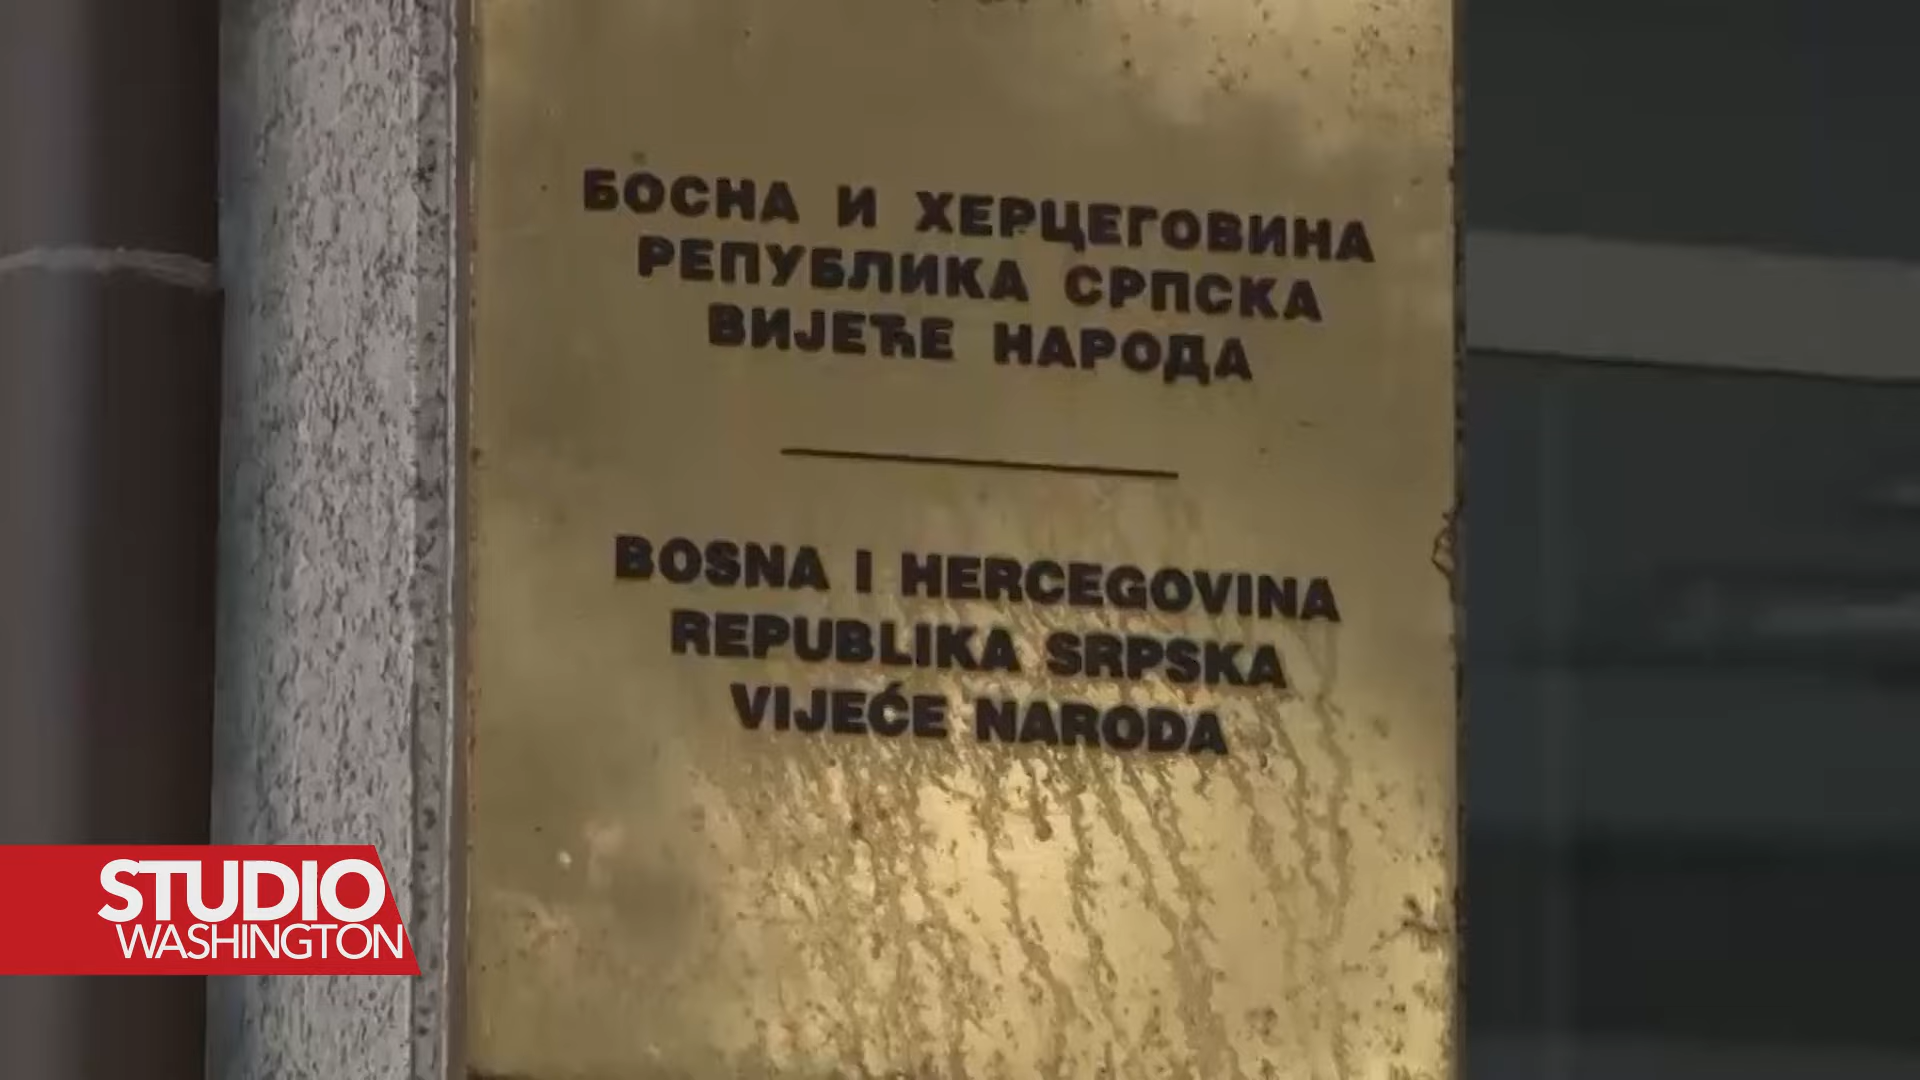 БОСНА И ХЕРЦЕГОВИНА
РЕПУБЛИКА СРПСКА
ВИЈЕЋЕ НАРОДА
BOSNA I HERCEGOVINA
REPUBLIKA SRPSKA
VIJEĆE NARODA
STUDIO
WASHINGTON